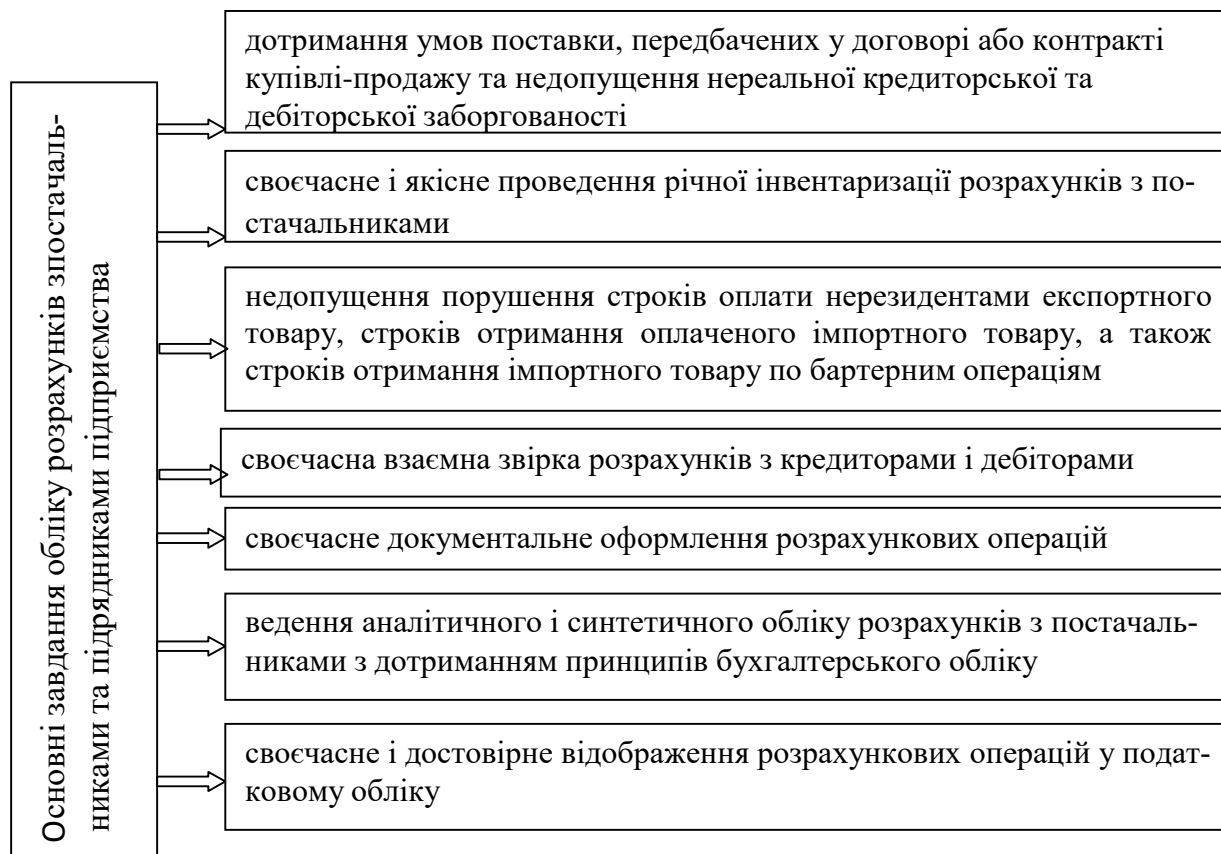 Основні завдання обліку розрахунків зпостачаль-
никами та підрядниками підприємства
дотримання умов поставки, передбачених у договорі або контракті
купівлі-продажу та недопущення нереальної кредиторської та
дебіторської заборгованості
своєчасне і якісне проведення річної інвентаризації розрахунків з по-
стачальниками
недопущення порушення строків оплати нерезидентами експортного
товару, строків отримання оплаченого імпортного товару, а також
строків отримання імпортного товару по бартерним операціям
своєчасна взаємна звірка розрахунків з кредиторами і дебіторами
своєчасне документальне оформлення розрахункових операцій
ведення аналітичного і синтетичного обліку розрахунків з постачаль-
никами з дотриманням принципів бухгалтерського обліку
своєчасне і достовірне відображення розрахункових операцій у подат-
ковому обліку